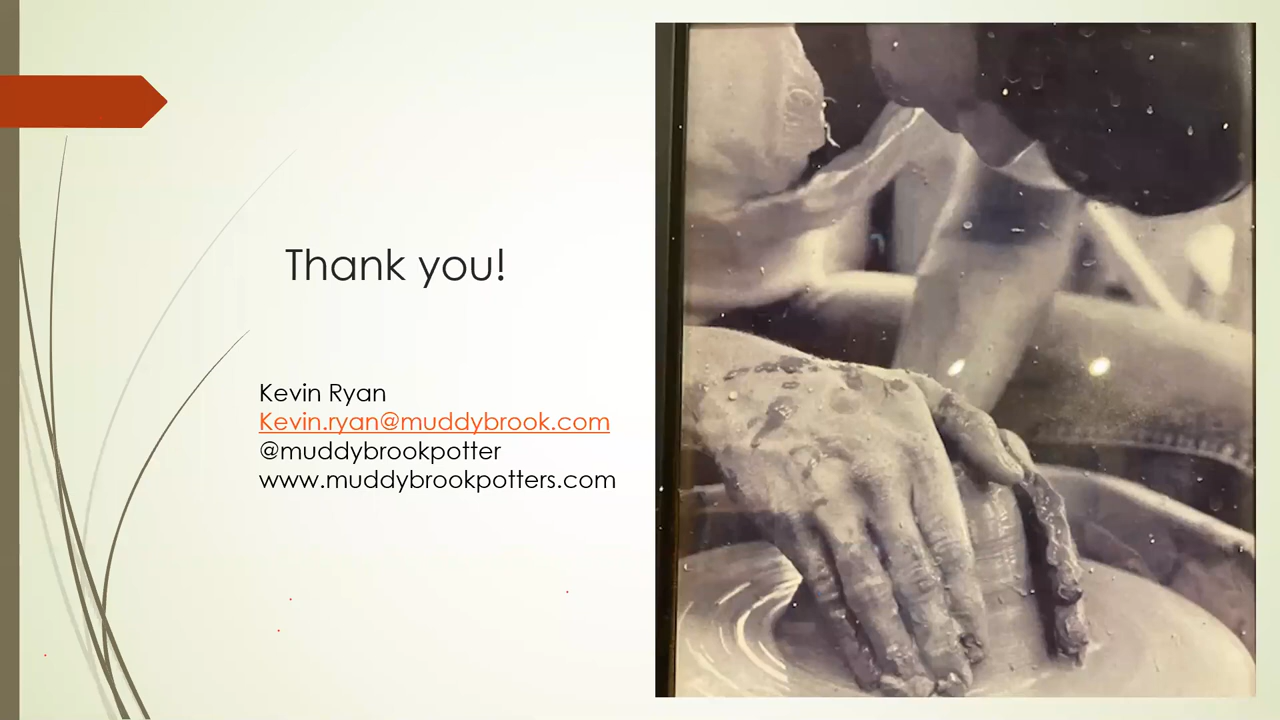 Thank you!
Kevin Ryan
Kevin.ryan@muddybrook.com
@muddybrookpotter
www.muddybrookpotters.com